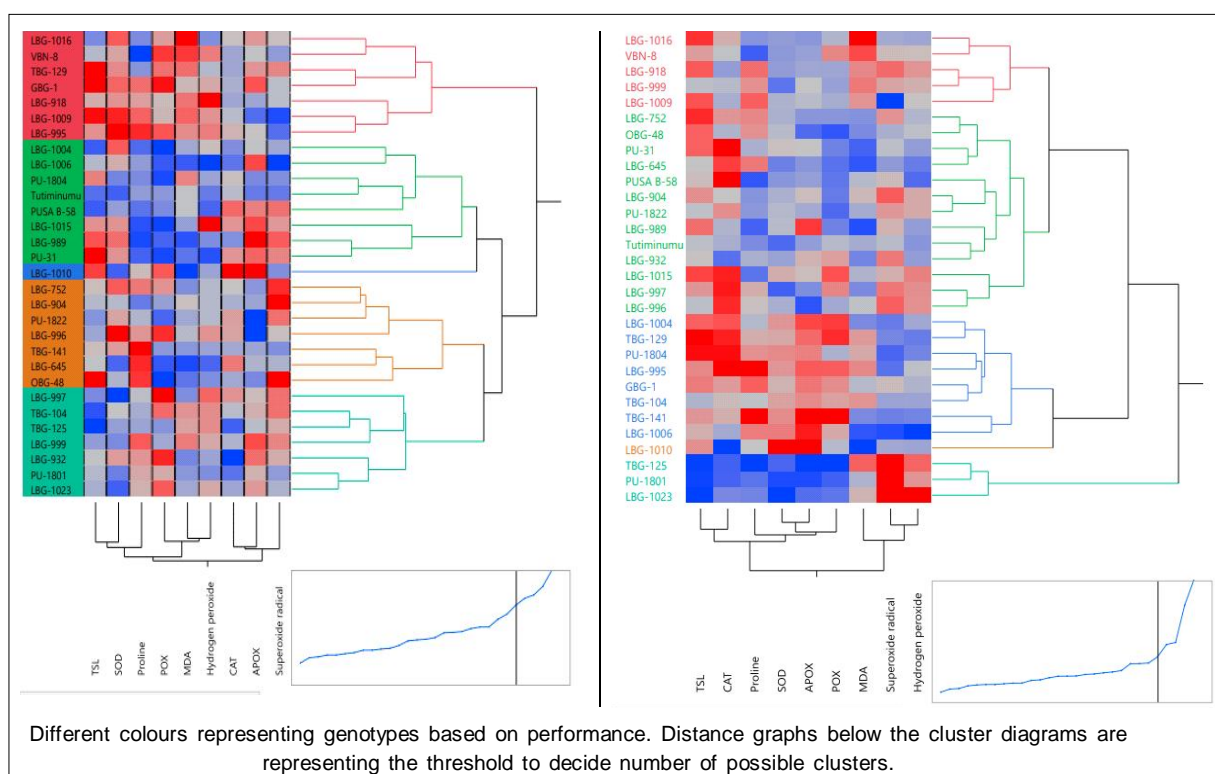 LBG-1016
VBN-8
TBG-129
GBG-1
LBG-918
LBG-1009
LBG-995
LBG-1004
LBG-1006
PU-1804
Tutiminumu
PUSA B-58
LBG-1015
LBG-989
PU-31
LBG-1010
LBG-752
LBG-904
PU-1822
LBG-996
TBG-141
LBG-645
OBG-48
LBG-997
TBG-104
TBG-125
LBG-999
LBG-932
PU-1801
LBG-1023
TSL
SOD
Proline
POX
MDA
Hydrogen peroxide
CAT
APOX
Superoxide radical
LBG-1016
VBN-8
LBG-918
LBG-999
LBG-1009
LBG-752
OBG-48
PU-31
LBG-645
PUSA B-58
LBG-904
PU-1822
LBG-989
Tutiminumu
LBG-932
LBG-1015
LBG-997
LBG-996
LBG-1004
TBG-129
PU-1804
LBG-995
GBG-1
TBG-104
TBG-141
LBG-1006
LBG-1010
TBG-125
PU-1801
LBG-1023
TSL
CAT
Proline
SOD
APOX
POX
MDA
Superoxide radical
Hydrogen peroxide
Different colours representing genotypes based on performance. Distance graphs below the cluster diagrams are
representing the threshold to decide number of possible clusters.